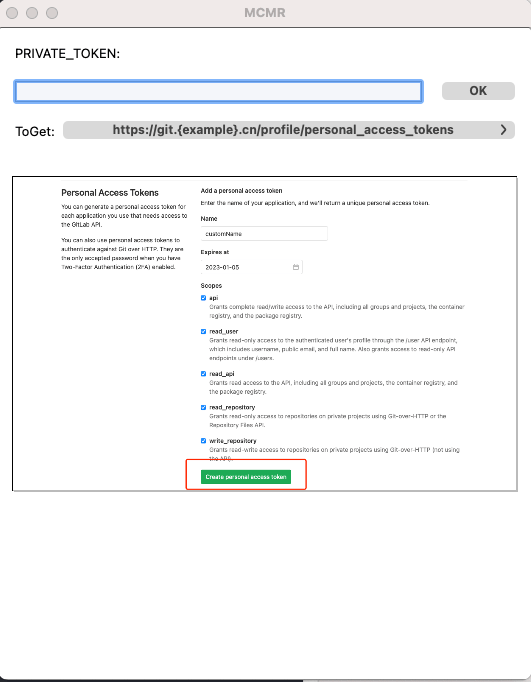 MCMR
PRIVATE_TOKEN:
OK
ToGet:
https://git.{example}.cn/profile/personal_access_tokens
Personal Access Tokens
You can generate a personal access token for
each application you use that needs access to
the GitLab API.
You can also use personal access tokens to
authenticate against Git over HTTP. They are
the only accepted password when you have
Two-Factor Authentication (2FA) enabled.
Add a personal access token
Enter the name of your application, and we'll return a unique personal access token.
Name
customName
Expires at
2023-01-05
Scopes
api
Grants complete read/write access to the API, including all groups and projects, the container
registry, and the package registry.
read_user
Grants read-only access to the authenticated user's profile through the /user API endpoint,
which includes username, public email, and full name. Also grants access to read-only API
endpoints under /users.
read_api
Grants read access to the API, including all groups and projects, the container registry, and
the package registry.
read_repository
Grants read-only access to repositories on private projects using Git-over-HTTP or the
Repository Files API.
write_repository
Grants read-write access to repositories on private projects using Git-over-HTTP (not using
the API).
Create personal access token